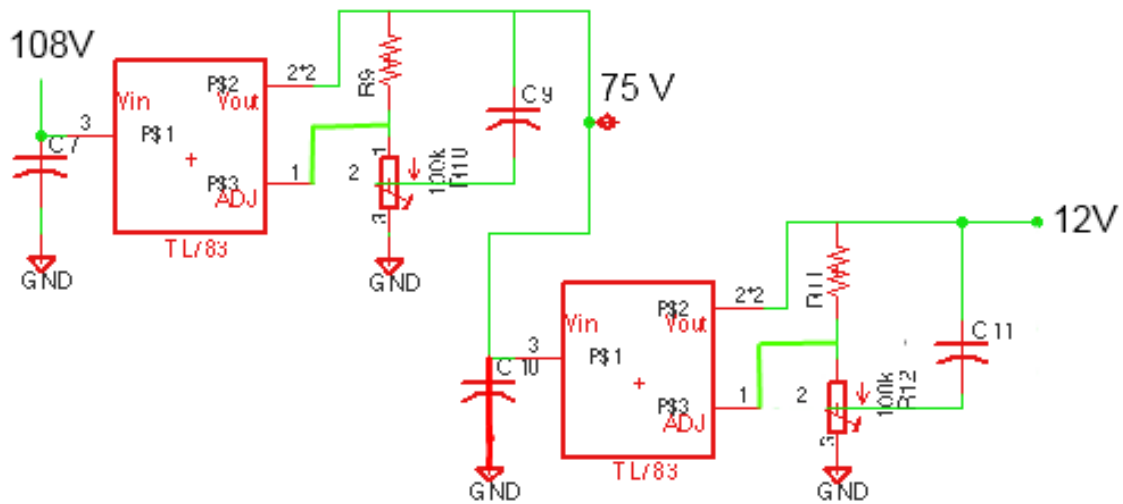 108V
P$2
2*2
Vin
Vout
3
P$1
C7
P$3
1
ADJ
TL783
GND
R9
1
2
100k
R10
3
GND
C9
75 V
12V
P$2
2*2
Vin
Vout
3
P$1
C10
P$3
1
ADJ
TL783
GND
R11
2
100k
R12
3
GND
C11